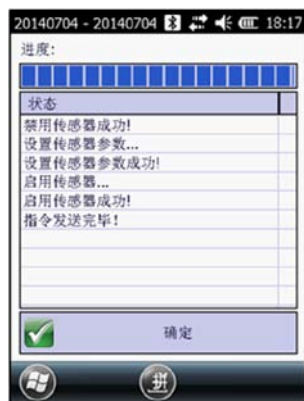 20140704 - 20140704 18:17
进度:
状态
禁用传感器成功!
设置传感器参数...
设置传感器参数成功!
启用传感器...
启用传感器成功!
指令发送完毕!
确定
拼